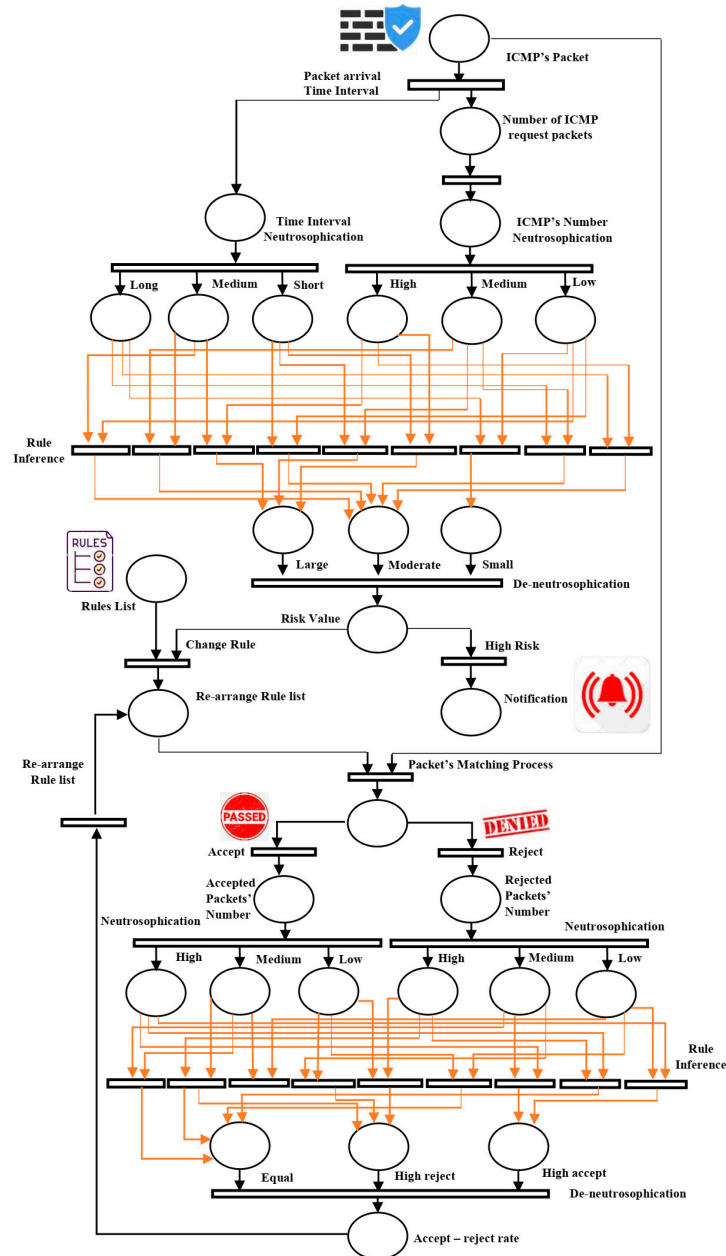 ICMP's Packet
Packet arrival
Time Interval
Number of ICMP
request packets
Time Interval
Neutrosophication
ICMP's Number
Neutrosophication
Long
Medium
Short
High
Medium
Low
Rule
Inference
RULES
Large
Moderate
Small
De-neutrosophication
Rules List
Risk Value
Change Rule
High Risk
Re-arrange Rule list
Notification
Re-arrange
Rule list
Packet's Matching Process
PASSED
DENIED
Accept
Reject
Accepted
Packets'
Number
Rejected
Packets'
Number
Neutrosophication
Neutrosophication
High
Medium
Low
High
Medium
Low
Rule
Inference
Equal
High reject
High accept
De-neutrosophication
Accept – reject rate